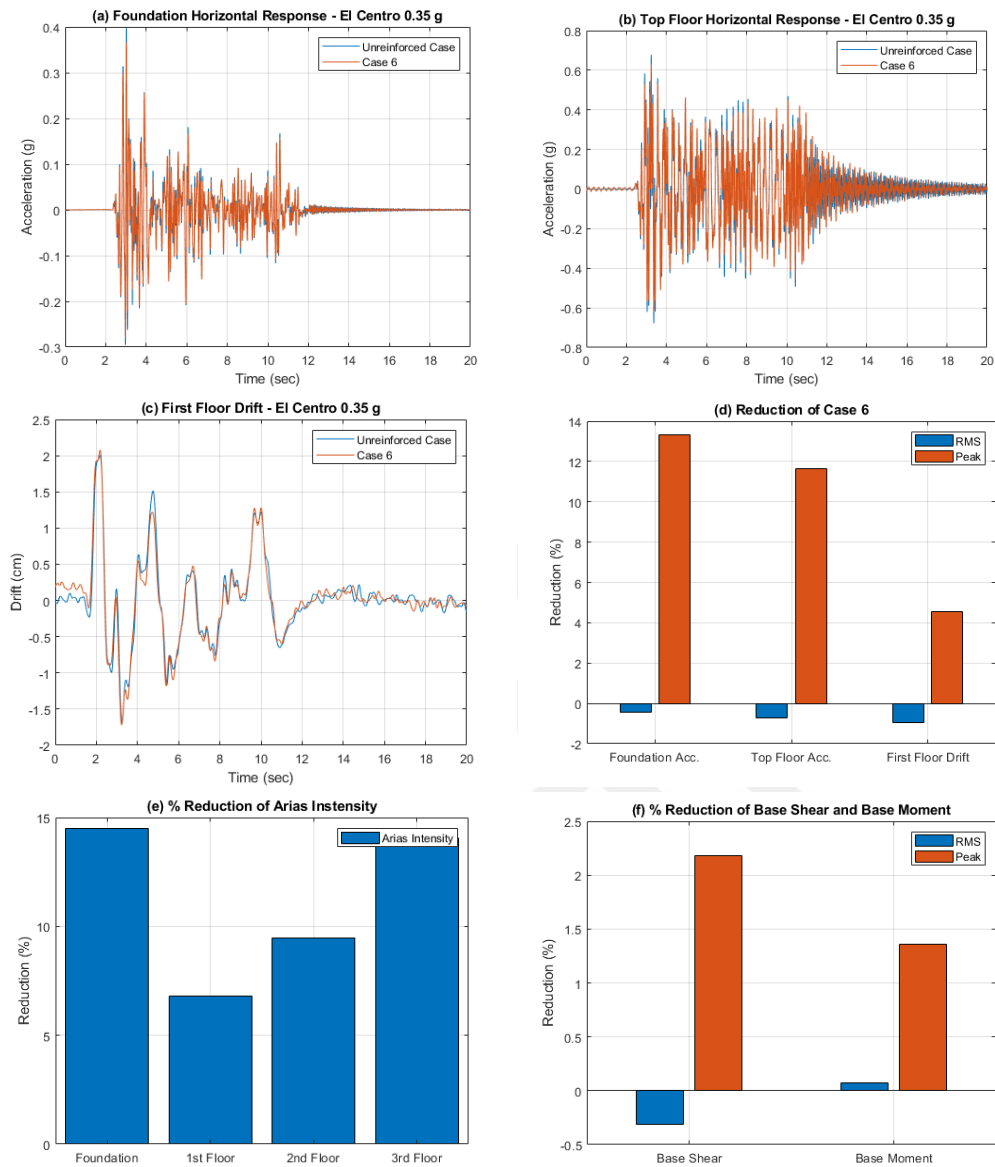 (a) Foundation Horizontal Response - El Centro 0.35 g
Acceleration (g)
0.4
0.3
0.2
0.1
0
-0.1
-0.2
-0.3
Unreinforced Case
Case 6
0 2 4 6 8 10 12 14 16 18 20
Time (sec)
(b) Top Floor Horizontal Response - El Centro 0.35 g
Acceleration (g)
0.8
0.6
0.4
0.2
0
-0.2
-0.4
-0.6
-0.8
Unreinforced Case
Case 6
0 2 4 6 8 10 12 14 16 18 20
Time (sec)
(c) First Floor Drift - El Centro 0.35 g
Drift (cm)
2.5
2
1.5
1
0.5
0
-0.5
-1
-1.5
-2
Unreinforced Case
Case 6
0 2 4 6 8 10 12 14 16 18 20
Time (sec)
(d) Reduction of Case 6
Reduction (%)
14
12
10
8
6
4
2
0
-2
RMS
Peak
Foundation Acc. Top Floor Acc. First Floor Drift
(e) % Reduction of Arias Instensity
Reduction (%)
15
10
5
0
Arias Intensity
Foundation 1st Floor 2nd Floor 3rd Floor
(f) % Reduction of Base Shear and Base Moment
Reduction (%)
2.5
2
1.5
1
0.5
0
-0.5
RMS
Peak
Base Shear Base Moment